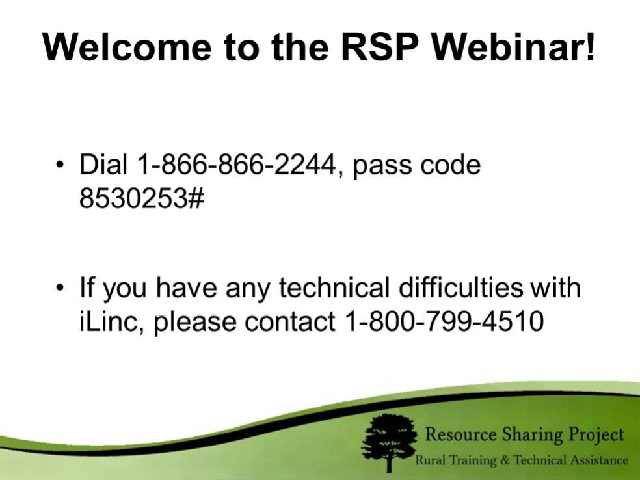 Welcome to the RSP Webinar!
• Dial 1-866-866-2244, pass code
8530253#
• If you have any technical difficulties with
iLinc, please contact 1-800-799-4510
Resource Sharing Project
Rural Training & Technical Assistance